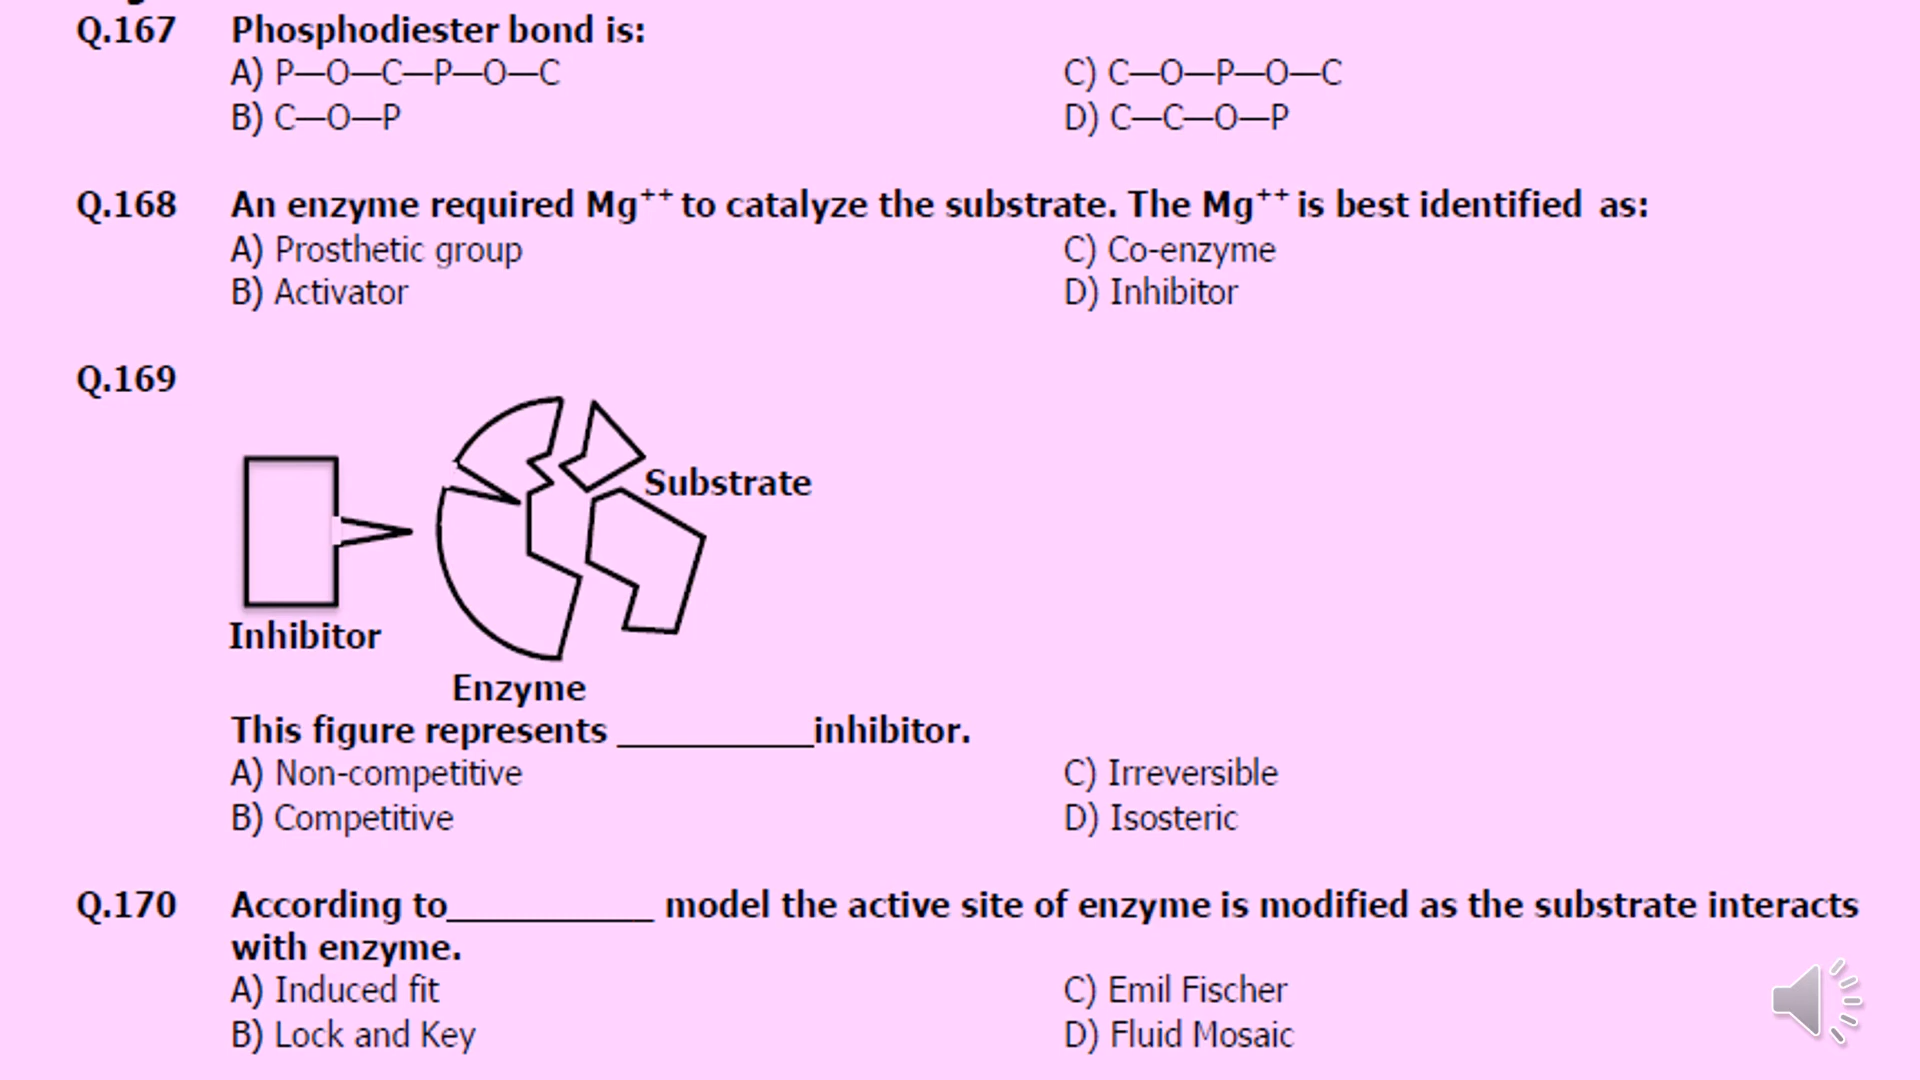 Q.167 Phosphodiester bond is:
A) P—O—C—P—O—C C) C—O—P—O—C
B) C—O—P D) C—C—O—P
Q.168 An enzyme required Mg⁺⁺ to catalyze the substrate. The Mg⁺⁺ is best identified as:
A) Prosthetic group C) Co-enzyme
B) Activator D) Inhibitor
Q.169
Substrate
Inhibitor
Enzyme
This figure represents __________inhibitor.
A) Non-competitive C) Irreversible
B) Competitive D) Isosteric
Q.170 According to__________ model the active site of enzyme is modified as the substrate interacts
with enzyme.
A) Induced fit C) Emil Fischer
B) Lock and Key D) Fluid Mosaic